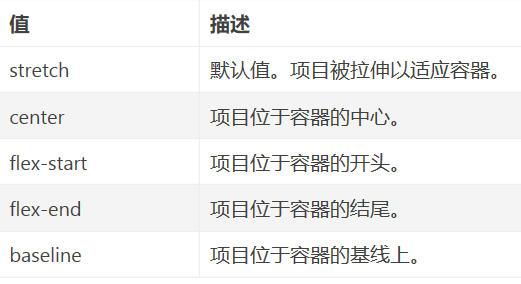 值 描述
stretch 默认值。项目被拉伸以适应容器。
center 项目位于容器的中心。
flex-start 项目位于容器的开头。
flex-end 项目位于容器的结尾。
baseline 项目位于容器的基线上。